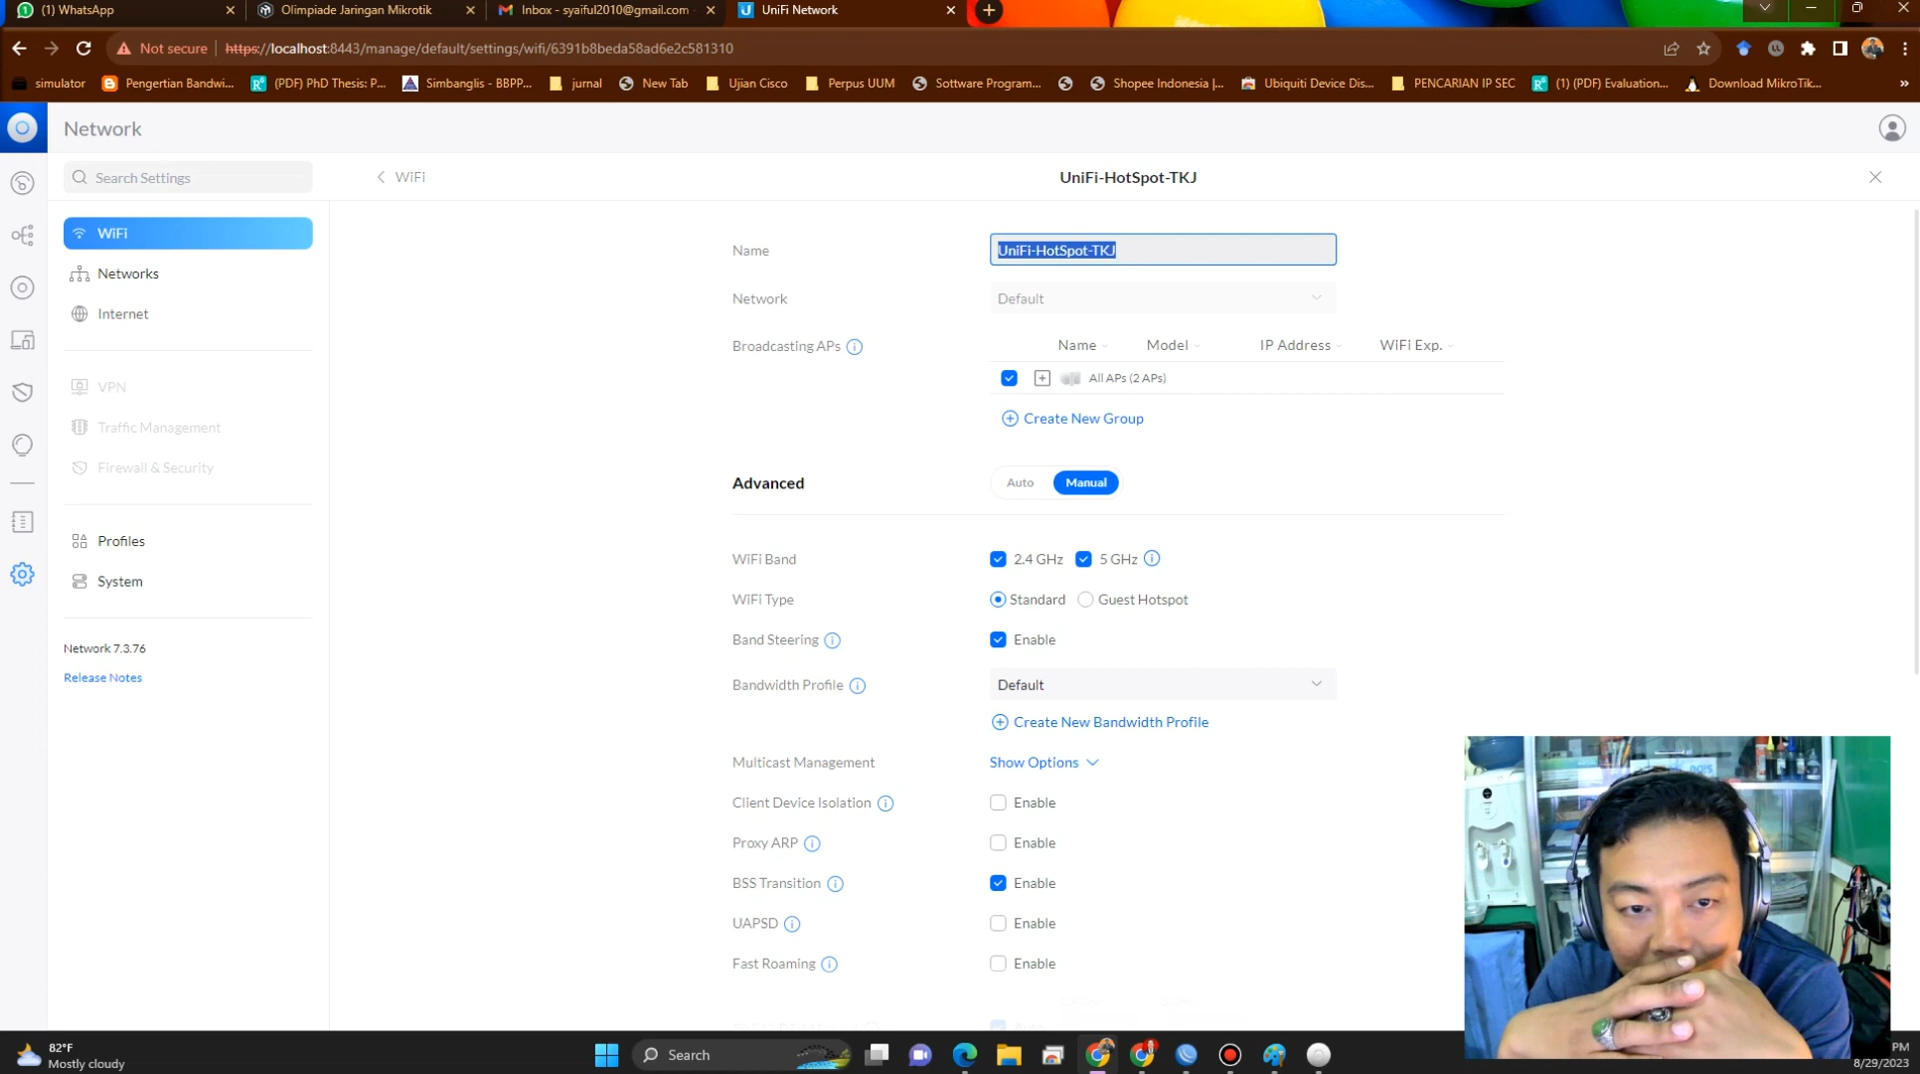 (1) WhatsApp
Olimpiade Jaringan Mikrotik
Inbox - syaiful2010@gmail.com
UniFi Network
Not secure
https://localhost:8443/manage/default/settings/wifi/6391b8beda58ad6e2c581310
simulator
Pengertian Bandwi...
(PDF) PhD Thesis: P...
Simbanglis - BBPP...
jurnal
New Tab
Ujian Cisco
Perpus UUM
Sottware Programm...
Shopee Indonesia |...
Ubiquiti Device Dis...
PENCARIAN IP SEC
(1) (PDF) Evaluation...
Download MikroTik...
»
Network
Search Settings
WiFi
UniFi-HotSpot-TKJ
WiFi
Networks
Internet
VPN
Traffic Management
Firewall & Security
Profiles
System
Network 7.3.76
Release Notes
Name
UniFi-HotSpot-TKJ
Network
Default
Broadcasting APs
Name
Model
IP Address
WiFi Exp.
All APs (2 APs)
Create New Group
Advanced
Auto
Manual
WiFi Band
2.4 GHz
5 GHz
WiFi Type
Standard
Guest Hotspot
Band Steering
Enable
Bandwidth Profile
Default
Create New Bandwidth Profile
Multicast Management
Show Options
Client Device Isolation
Enable
Proxy ARP
Enable
BSS Transition
Enable
UAPSD
Enable
Fast Roaming
Enable
82°F
Mostly cloudy
Search
PM
8/29/2023